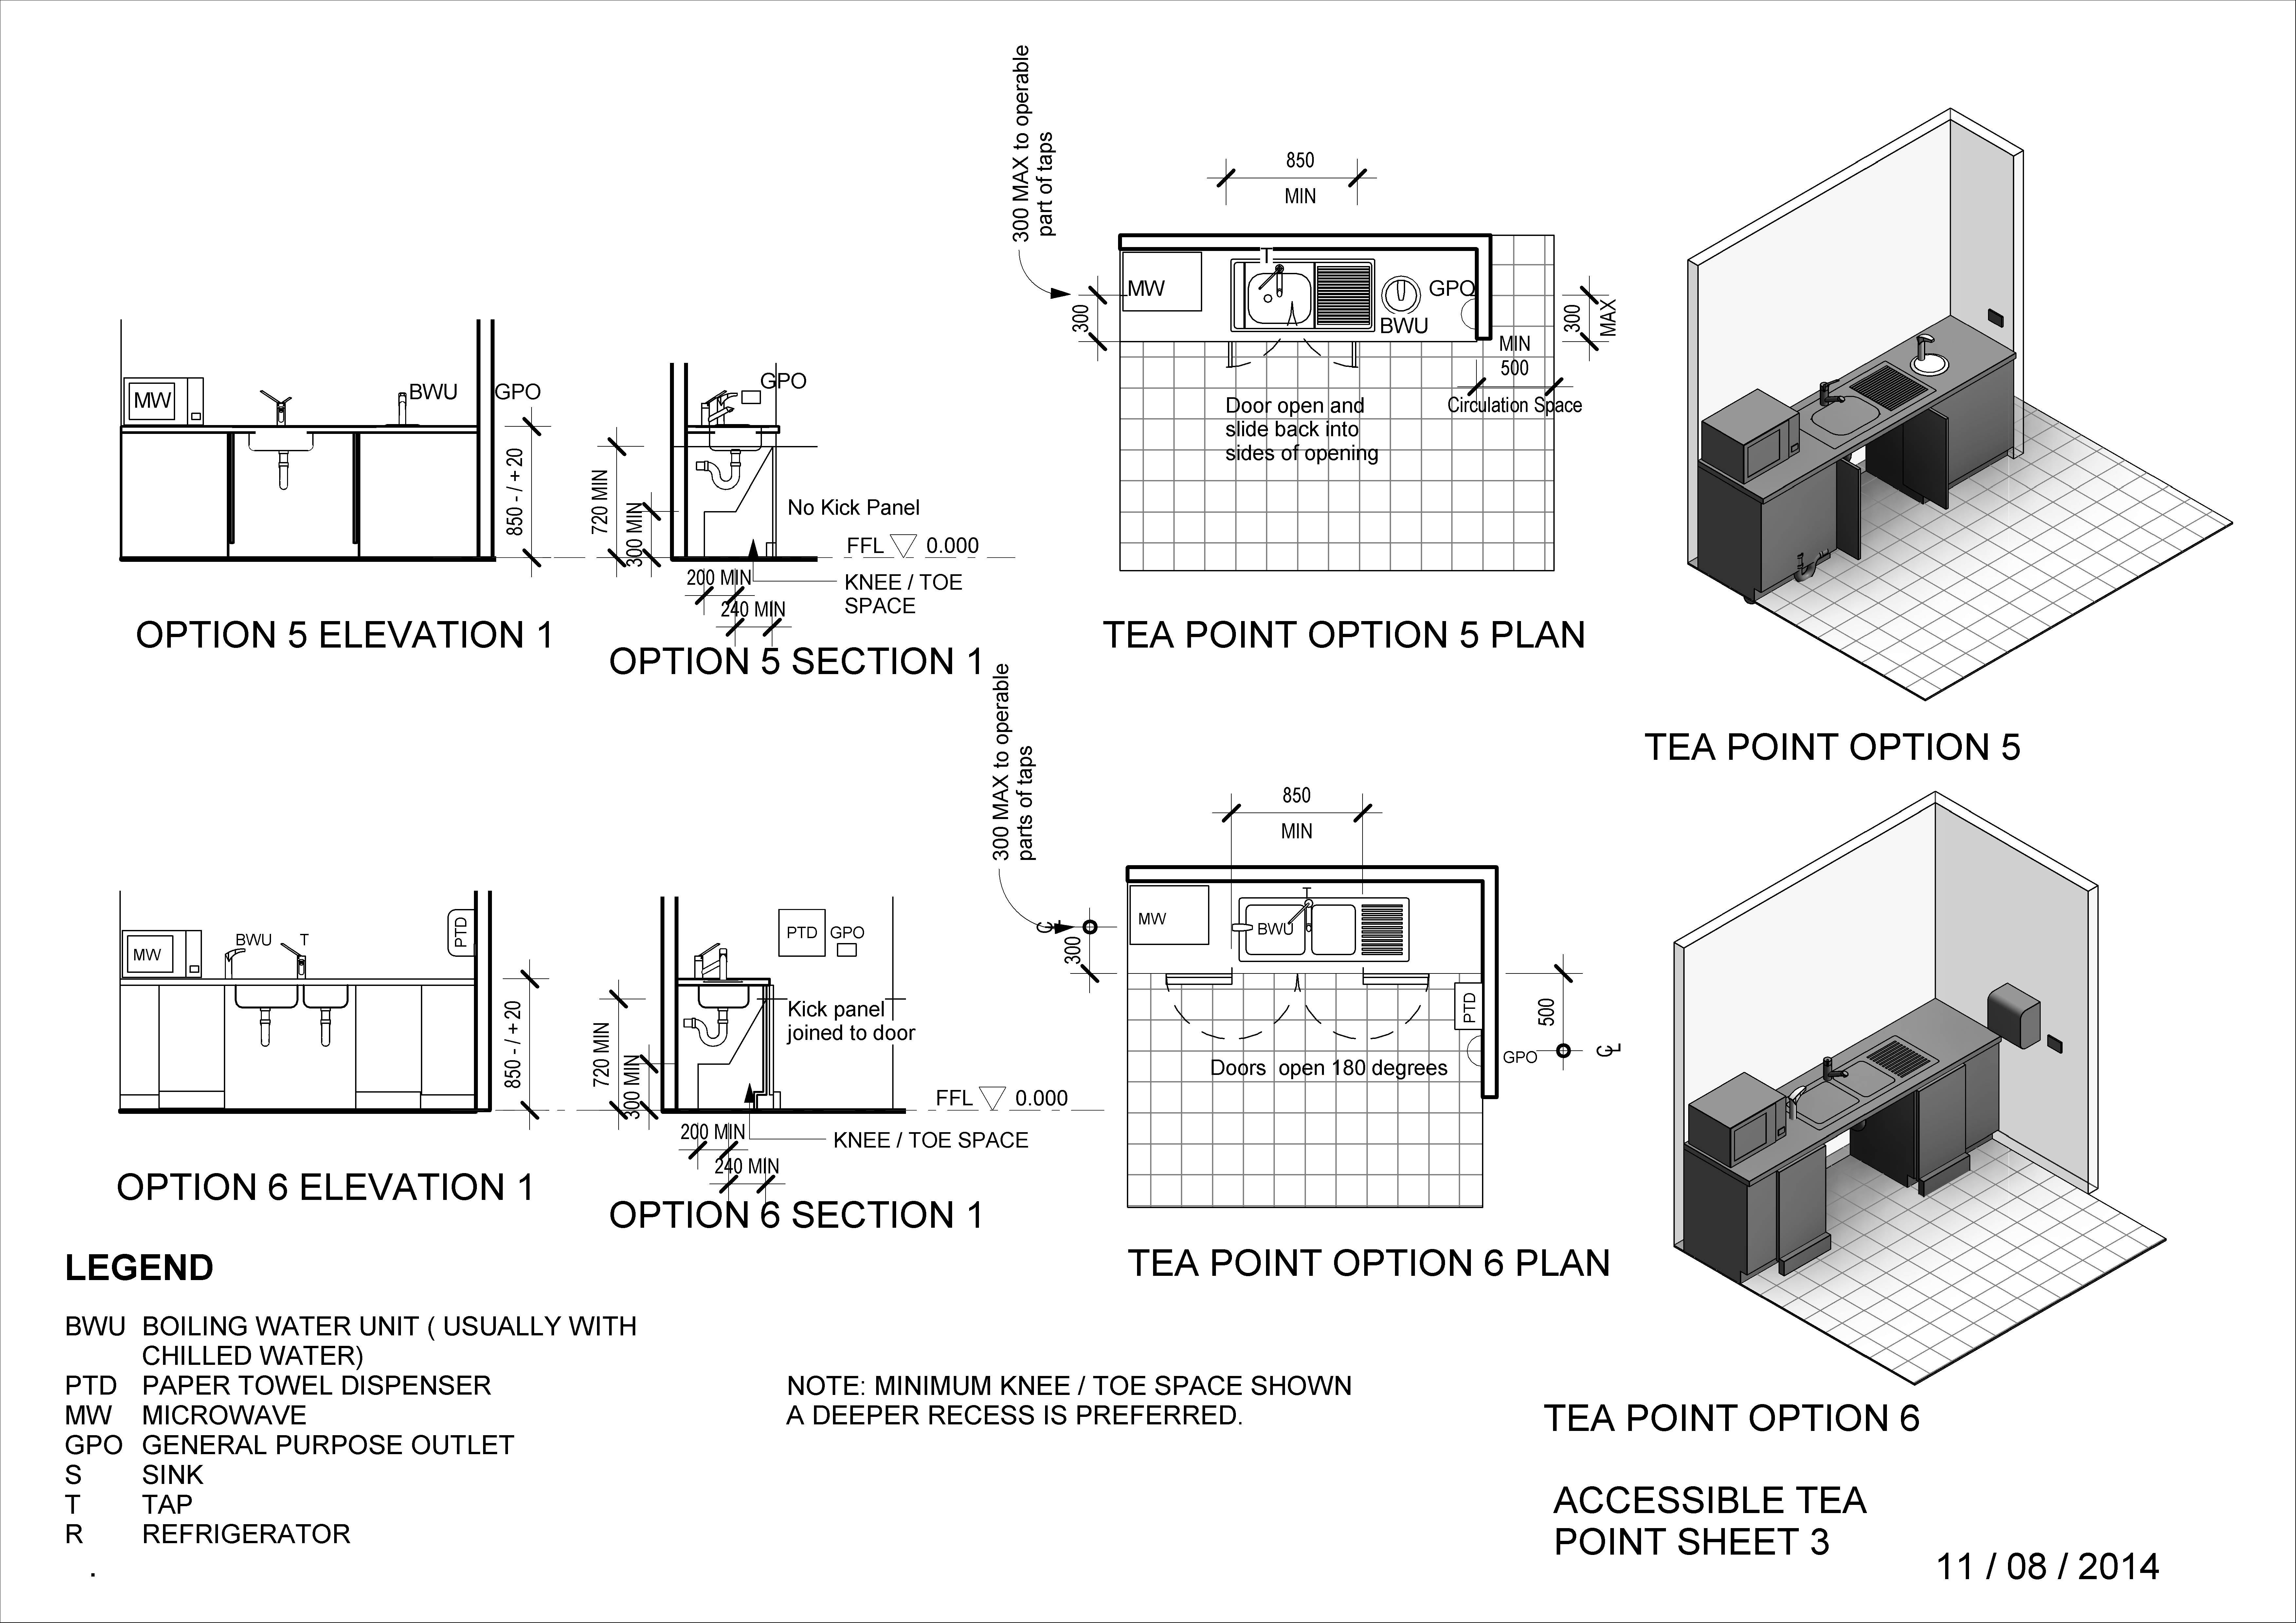 300 MAX to operable
part of taps
850
MIN
MW
T
GPO
BWU
300
300
MAX
MIN
500
Circulation Space
Door open and
slide back into
sides of opening
MW
BWU
GPO
850 - / + 20
GPO
720 MIN
300 MIN
No Kick Panel
FFL 0.000
200 MIN
240 MIN
KNEE / TOE
SPACE
OPTION 5 ELEVATION 1
OPTION 5 SECTION 1
TEA POINT OPTION 5 PLAN
TEA POINT OPTION 5
300 MAX to operable
parts of taps
850
MIN
MW
BWU
T
CL
300
PTD
500
GPO
CL
Doors open 180 degrees
MW
BWU
T
PTD
850 - / + 20
PTD
GPO
720 MIN
300 MIN
Kick panel
joined to door
FFL 0.000
200 MIN
240 MIN
KNEE / TOE SPACE
OPTION 6 ELEVATION 1
OPTION 6 SECTION 1
TEA POINT OPTION 6 PLAN
TEA POINT OPTION 6
LEGEND
BWU BOILING WATER UNIT ( USUALLY WITH
CHILLED WATER)
PTD PAPER TOWEL DISPENSER
MW MICROWAVE
GPO GENERAL PURPOSE OUTLET
S SINK
T TAP
R REFRIGERATOR
.
NOTE: MINIMUM KNEE / TOE SPACE SHOWN
A DEEPER RECESS IS PREFERRED.
ACCESSIBLE TEA
POINT SHEET 3
11 / 08 / 2014